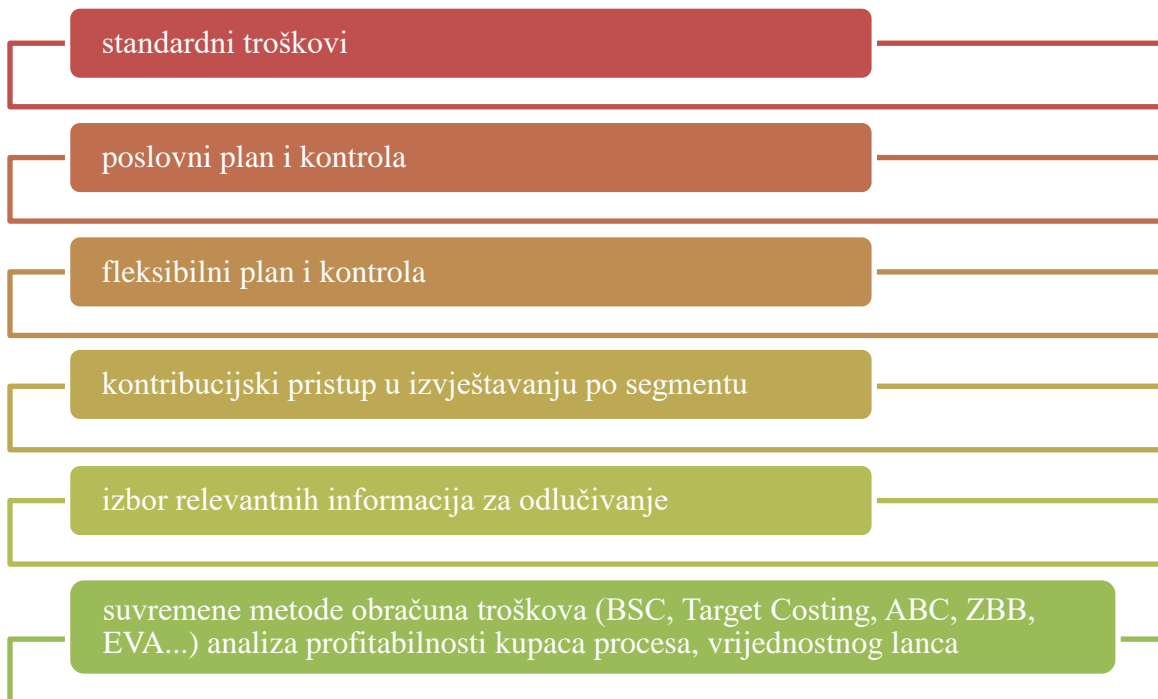 standardni troškovi
poslovni plan i kontrola
fleksibilni plan i kontrola
kontribucijski pristup u izvještavanju po segmentu
izbor relevantnih informacija za odlučivanje
suvremene metode obračuna troškova (BSC, Target Costing, ABC, ZBB,
EVA...) analiza profitabilnosti kupaca procesa, vrijednostnog lanca